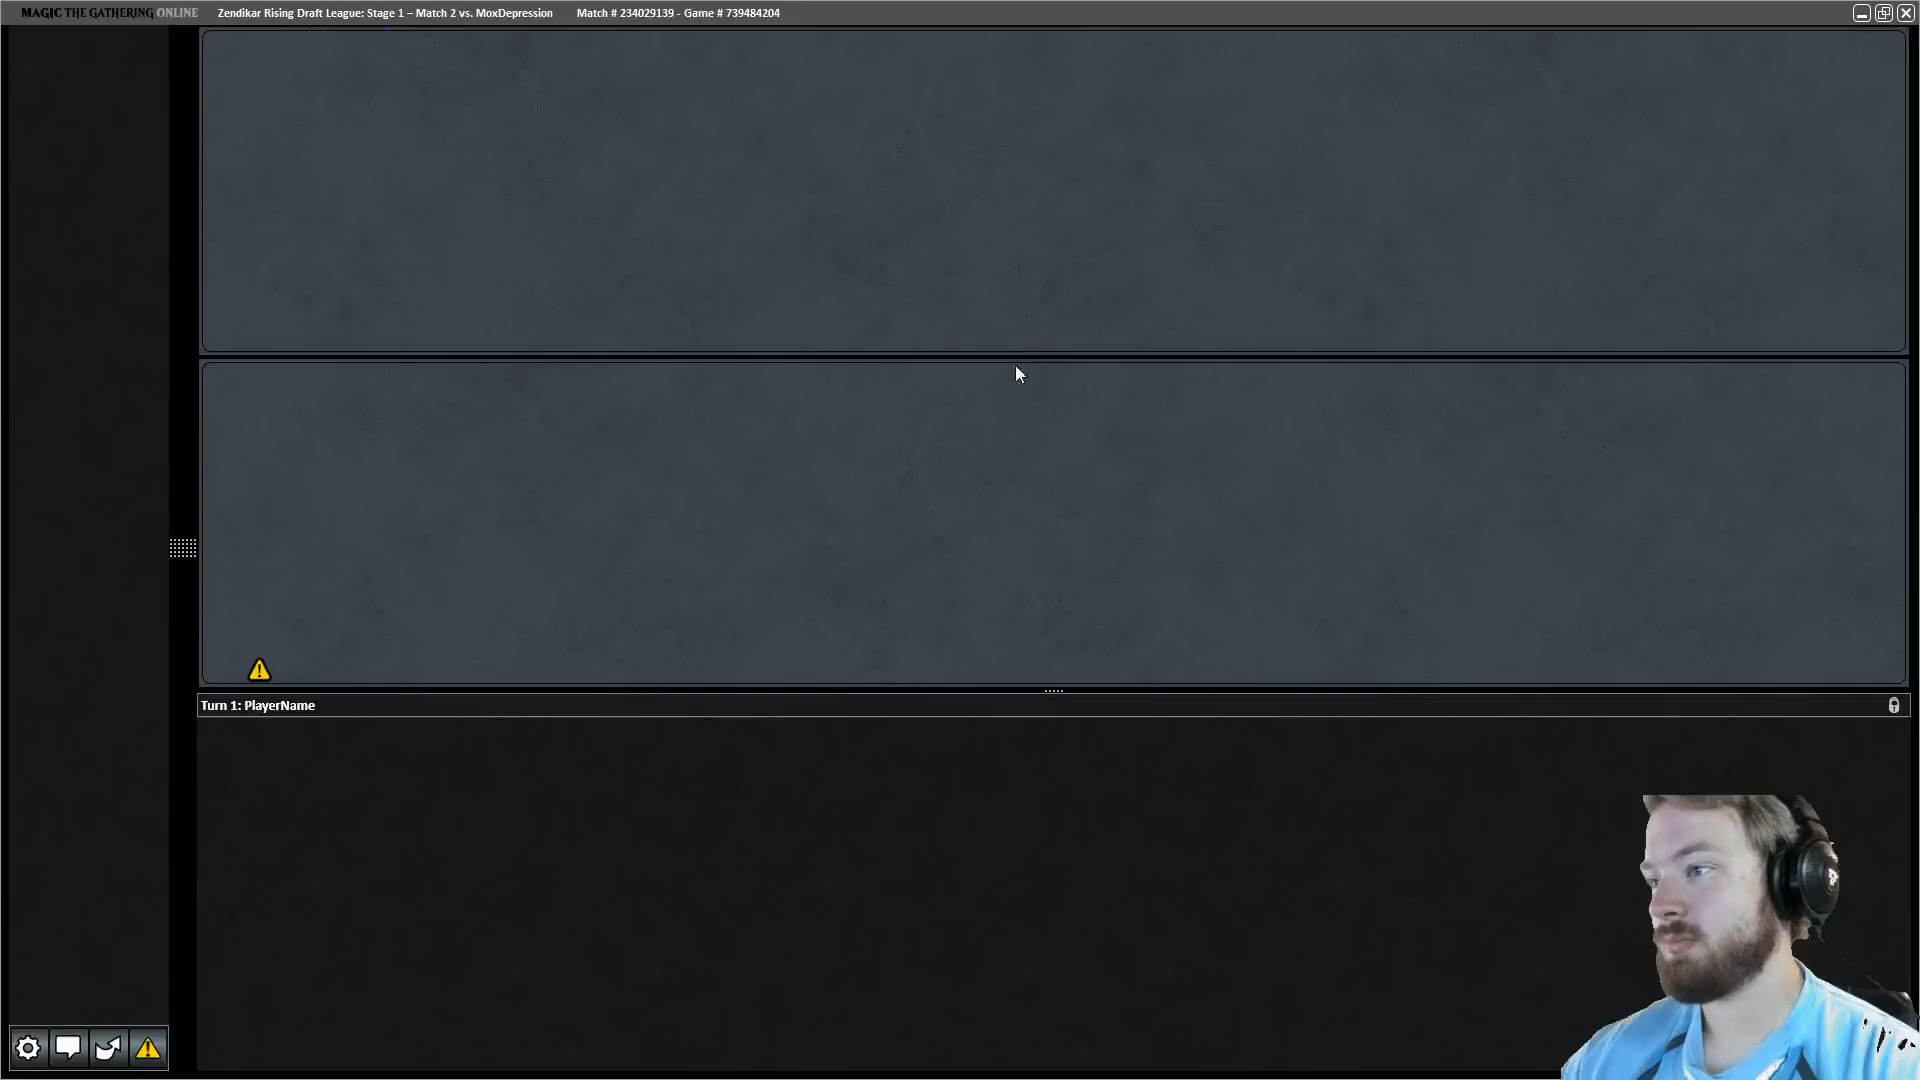 MAGIC THE GATHERING ONLINE Zendikar Rising Draft League: Stage 1 – Match 2 vs. MoxDepression Match # 234029139 - Game # 739484204
Turn 1: PlayerName